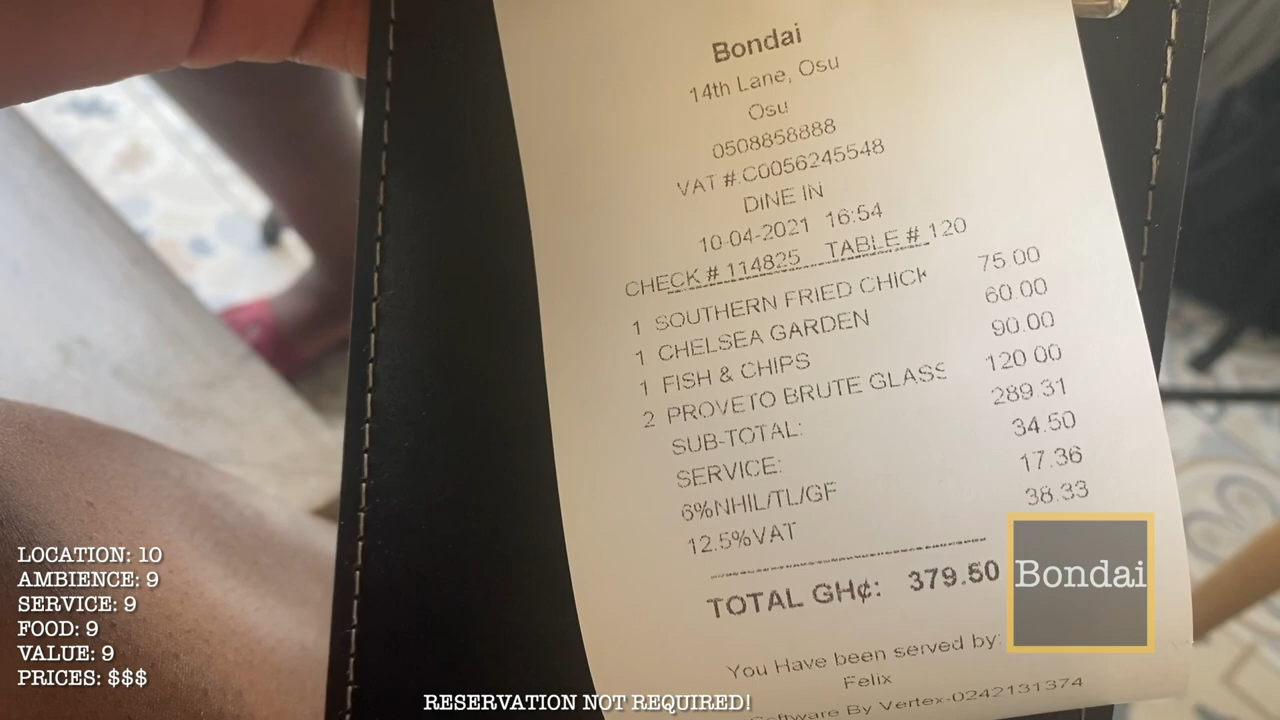 Bondai
14th Lane, Osu
Osu
0508858888
VAT #.C0056245548
DINE IN
10-04-2021 16:54
CHECK # 114825 TABLE # 120
1 SOUTHERN FRIED CHICK 75.00
1 CHELSEA GARDEN 60.00
1 FISH & CHIPS 90.00
2 PROVETO BRUTE GLASS 120.00
SUB-TOTAL: 289.31
SERVICE: 34.50
6%NHIL/TL/GF 17.36
12.5%VAT 38.33
TOTAL GH¢: 379.50
You Have been served by:
Felix
Software By Vertex-0242131374
Bondai
LOCATION: 10
AMBIENCE: 9
SERVICE: 9
FOOD: 9
VALUE: 9
PRICES: $$$
RESERVATION NOT REQUIRED!